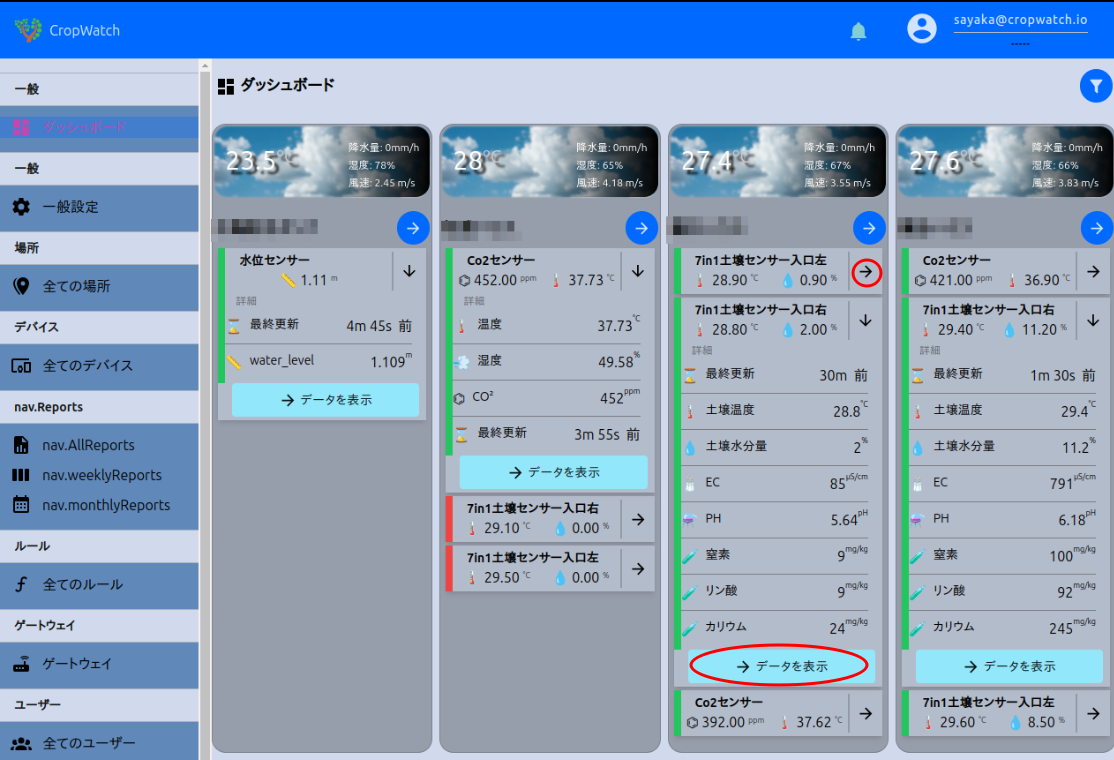 CropWatch
sayaka@cropwatch.io
-----
一般
ダッシュボード
一般
一般設定
場所
全ての場所
デバイス
全てのデバイス
nav.Reports
nav.AllReports
nav.weeklyReports
nav.monthlyReports
ルール
全てのルール
ゲートウェイ
ゲートウェイ
ユーザー
全てのユーザー
ダッシュボード
23.5℃
降水量: 0mm/h
湿度: 78%
風速: 2.45 m/s
水位センサー
1.11 m
詳細
最終更新 4m 45s 前
water_level 1.109m
データを表示
28℃
降水量: 0mm/h
湿度: 65%
風速: 4.18 m/s
Co2センサー
452.00 ppm 37.73 ℃
詳細
温度 37.73℃
湿度 49.58%
CO² 452ppm
最終更新 3m 55s 前
データを表示
7in1土壌センサー入口右
29.10 ℃ 0.00 %
7in1土壌センサー入口左
29.50 ℃ 0.00 %
27.4℃
降水量: 0mm/h
湿度: 67%
風速: 3.55 m/s
7in1土壌センサー入口左
28.90 ℃ 0.90 %
7in1土壌センサー入口右
28.80 ℃ 2.00 %
詳細
最終更新 30m 前
土壌温度 28.8℃
土壌水分量 2%
EC 85µS/cm
PH 5.64pH
窒素 9mg/kg
リン酸 9mg/kg
カリウム 24mg/kg
データを表示
Co2センサー
392.00 ppm 37.62 ℃
27.6℃
降水量: 0mm/h
湿度: 66%
風速: 3.83 m/s
Co2センサー
421.00 ppm 36.90 ℃
7in1土壌センサー入口右
29.40 ℃ 11.20 %
詳細
最終更新 1m 30s 前
土壌温度 29.4℃
土壌水分量 11.2%
EC 791µS/cm
PH 6.18pH
窒素 100mg/kg
リン酸 92mg/kg
カリウム 245mg/kg
データを表示
7in1土壌センサー入口左
29.60 ℃ 8.50 %